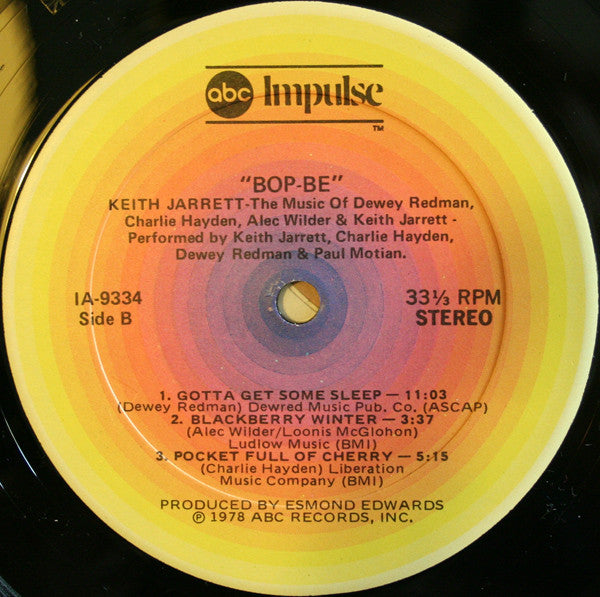 abc Impulse
TM
"BOP-BE"
KEITH JARRETT-The Music Of Dewey Redman,
Charlie Hayden, Alec Wilder & Keith Jarrett -
Performed by Keith Jarrett, Charlie Hayden,
Dewey Redman & Paul Motian.
IA-9334 33⅓ RPM
Side B STEREO
1. GOTTA GET SOME SLEEP — 11:03
(Dewey Redman) Dewred Music Pub. Co. (ASCAP)
2. BLACKBERRY WINTER — 3:37
(Alec Wilder/Loonis McGlohon)
Ludlow Music (BMI)
3. POCKET FULL OF CHERRY — 5:15
(Charlie Hayden) Liberation
Music Company (BMI)
PRODUCED BY ESMOND EDWARDS
℗ 1978 ABC RECORDS, INC.